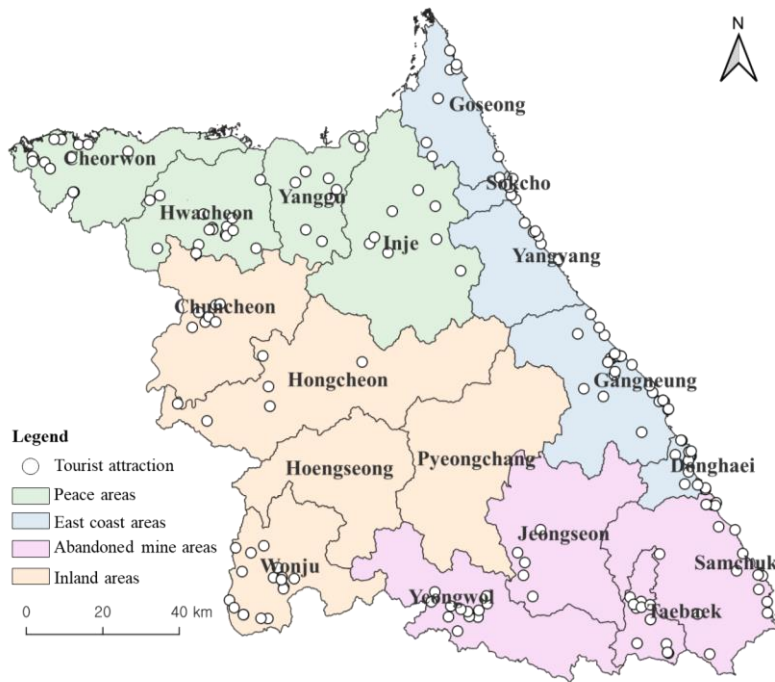 N
Goseong
Cheorwon
Sokcho
Yanggu
Hwacheon
Inje
Yangyang
Chuncheon
Hongcheon
Gangneung
Legend
Tourist attraction
Peace areas
East coast areas
Abandoned mine areas
Inland areas
Hoengseong
Pyeongchang
Donghaei
Jeongseon
Samchuk
Wonju
Yeongwol
Taebaek
0 20 40 km